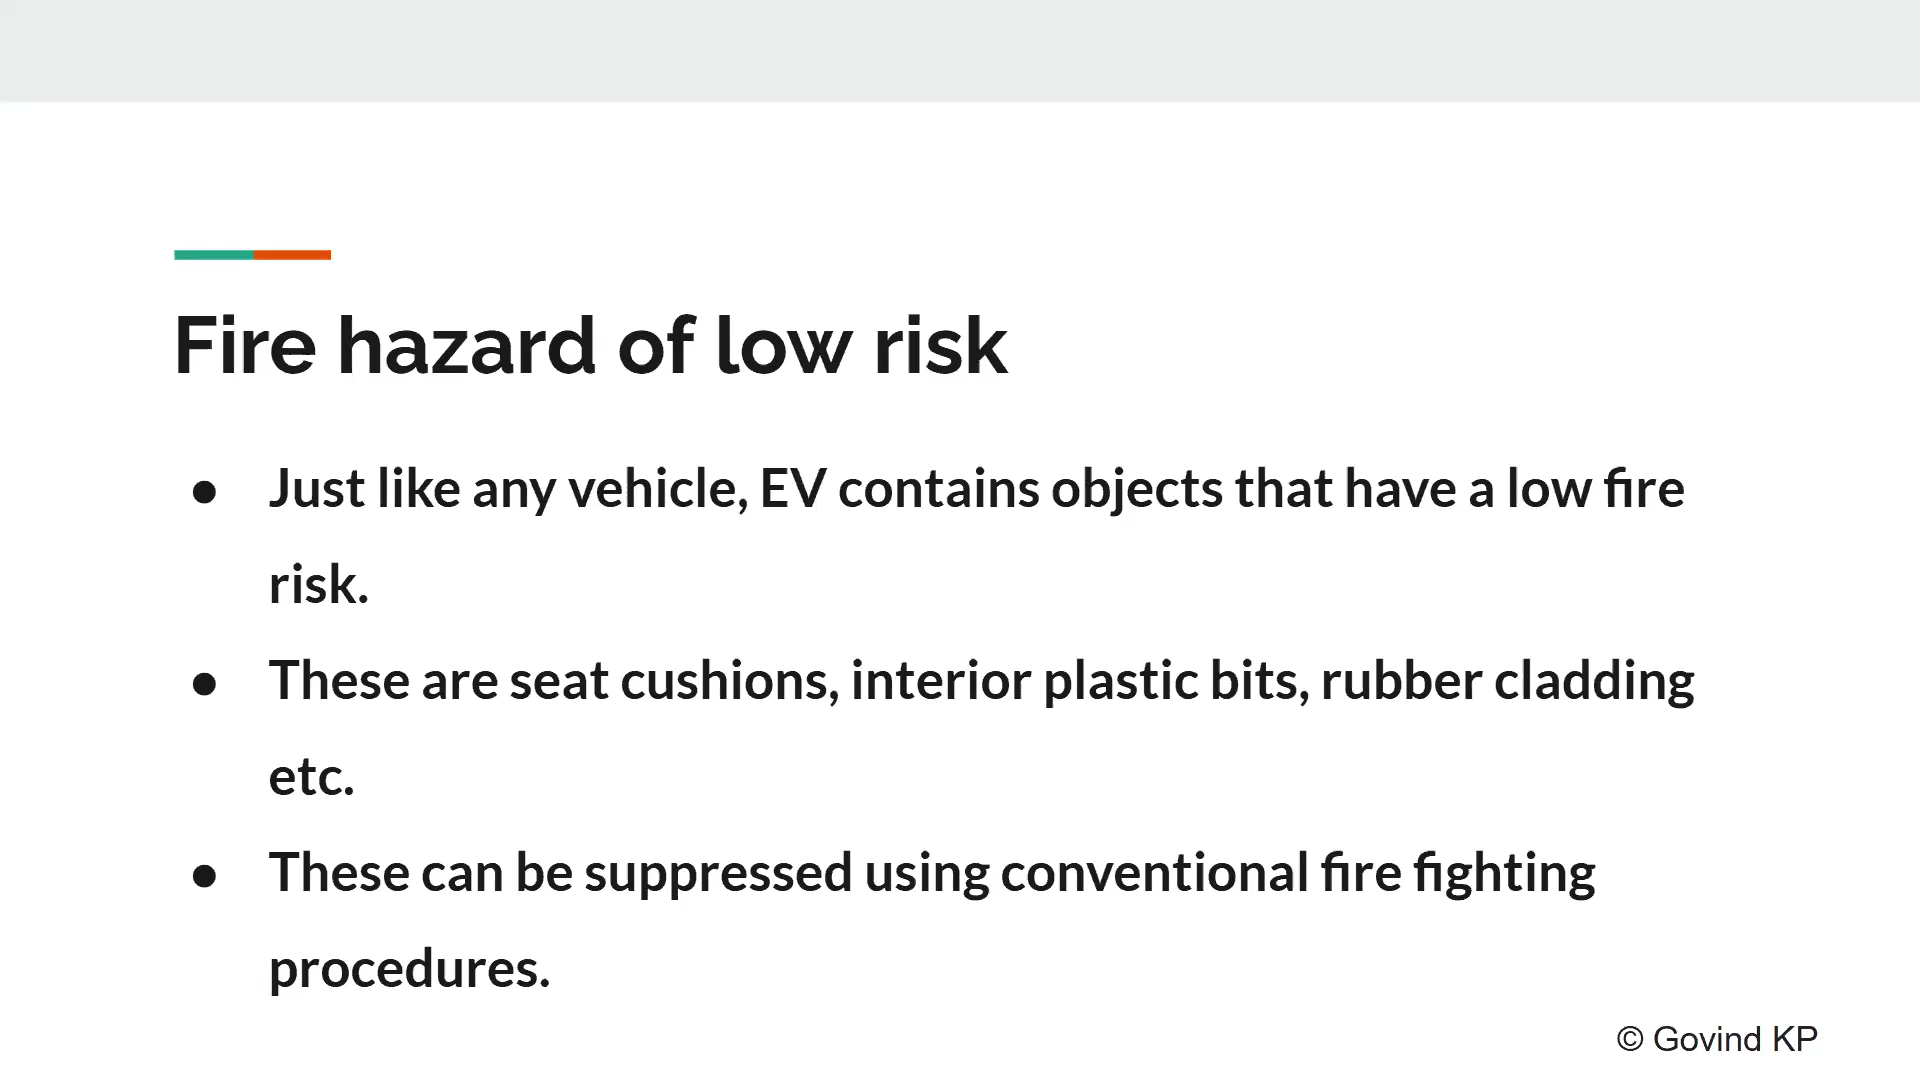 Fire hazard of low risk
● Just like any vehicle, EV contains objects that have a low fire
risk.
● These are seat cushions, interior plastic bits, rubber cladding
etc.
● These can be suppressed using conventional fire fighting
procedures.
© Govind KP